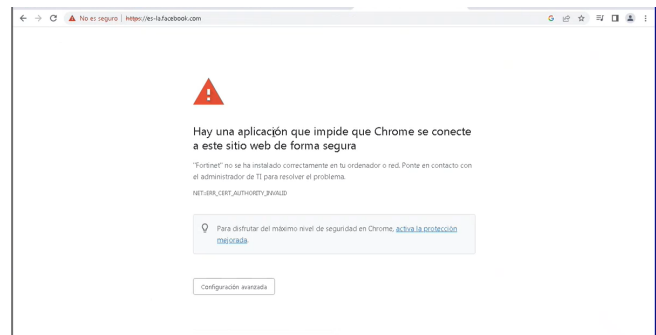 No es seguro | https://es-la.facebook.com
Hay una aplicación que impide que Chrome se conecte
a este sitio web de forma segura
"Fortinet" no se ha instalado correctamente en tu ordenador o red. Ponte en contacto con
el administrador de TI para resolver el problema.
NET::ERR_CERT_AUTHORITY_INVALID
Para disfrutar del máximo nivel de seguridad en Chrome, activa la protección
mejorada.
Configuración avanzada